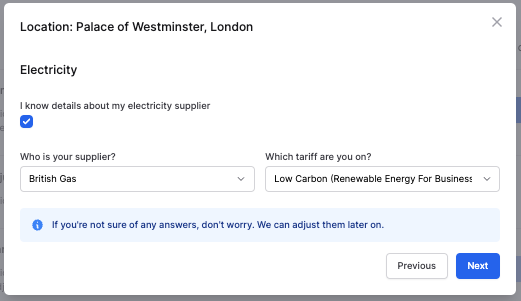 Location: Palace of Westminster, London
Electricity
I know details about my electricity supplier
Who is your supplier?
Which tariff are you on?
British Gas
Low Carbon (Renewable Energy For Business
If you're not sure of any answers, don't worry. We can adjust them later on.
Previous
Next